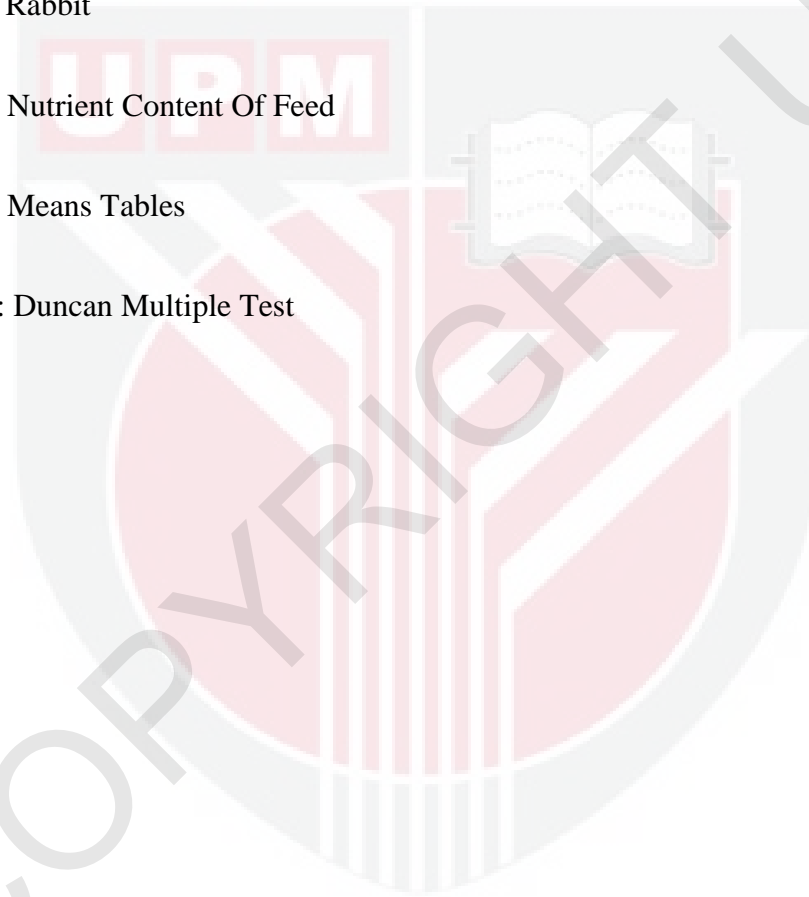 Rabbit
UPM
Nutrient Content Of Feed
Means Tables
: Duncan Multiple Test
COPYRIGHT U